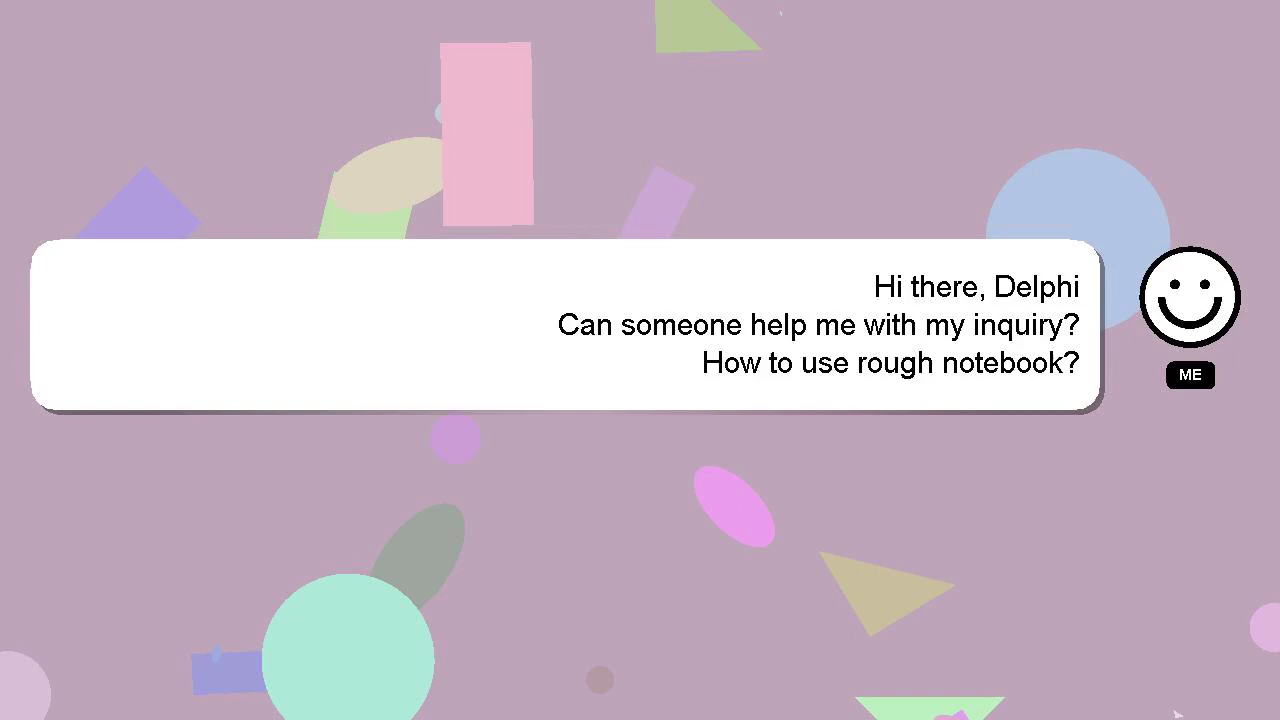 Hi there, Delphi
Can someone help me with my inquiry?
How to use rough notebook?
ME